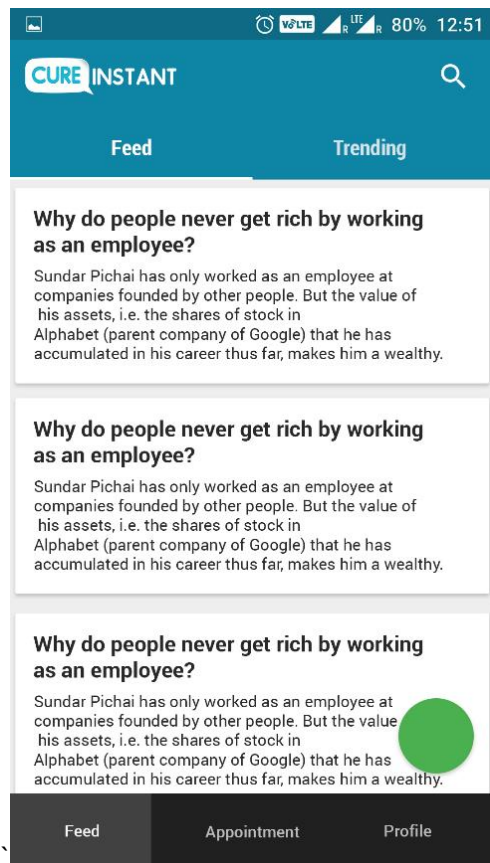 VoLTE R LTE R 80% 12:51
CURE INSTANT
Feed Trending
Why do people never get rich by working
as an employee?
Sundar Pichai has only worked as an employee at
companies founded by other people. But the value of
his assets, i.e. the shares of stock in
Alphabet (parent company of Google) that he has
accumulated in his career thus far, makes him a wealthy.
Why do people never get rich by working
as an employee?
Sundar Pichai has only worked as an employee at
companies founded by other people. But the value of
his assets, i.e. the shares of stock in
Alphabet (parent company of Google) that he has
accumulated in his career thus far, makes him a wealthy.
Why do people never get rich by working
as an employee?
Sundar Pichai has only worked as an employee at
companies founded by other people. But the value
his assets, i.e. the shares of stock in
Alphabet (parent company of Google) that he has
accumulated in his career thus far, makes him a wealthy.
Feed Appointment Profile
`